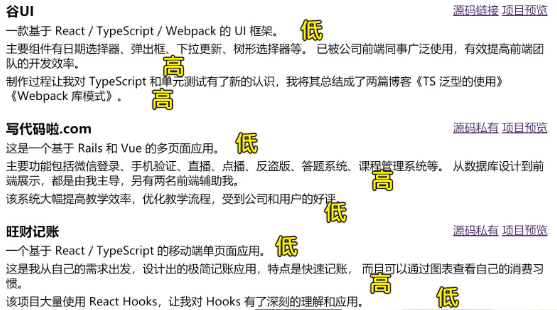 谷UI 源码链接 项目预览
一款基于 React / TypeScript / Webpack 的 UI 框架。 低
主要组件有日期选择器、弹出框、下拉更新、树形选择器等。 已被公司前端同事广泛使用，有效提高前端团
队的开发效率。 高
制作过程让我对 TypeScript 和单元测试有了新的认识，我将其总结成了两篇博客《TS 泛型的使用》
《Webpack 库模式》。 高
写代码啦.com 源码私有 项目预览
这是一个基于 Rails 和 Vue 的多页面应用。 低
主要功能包括微信登录、手机验证、直播、点播、反盗版、答题系统、课程管理系统等。 从数据库设计到前
端展示，都是由我主导，另有两名前端辅助我。 高
该系统大幅提高教学效率，优化教学流程，受到公司和用户的好评。 低
旺财记账 源码私有 项目预览
一个基于 React / TypeScript 的移动端单页面应用。 低
这是我从自己的需求出发，设计出的极简记账应用，特点是快速记账， 而且可以通过图表查看自己的消费习
惯。 高
该项目大量使用 React Hooks，让我对 Hooks 有了深刻的理解和应用。 低